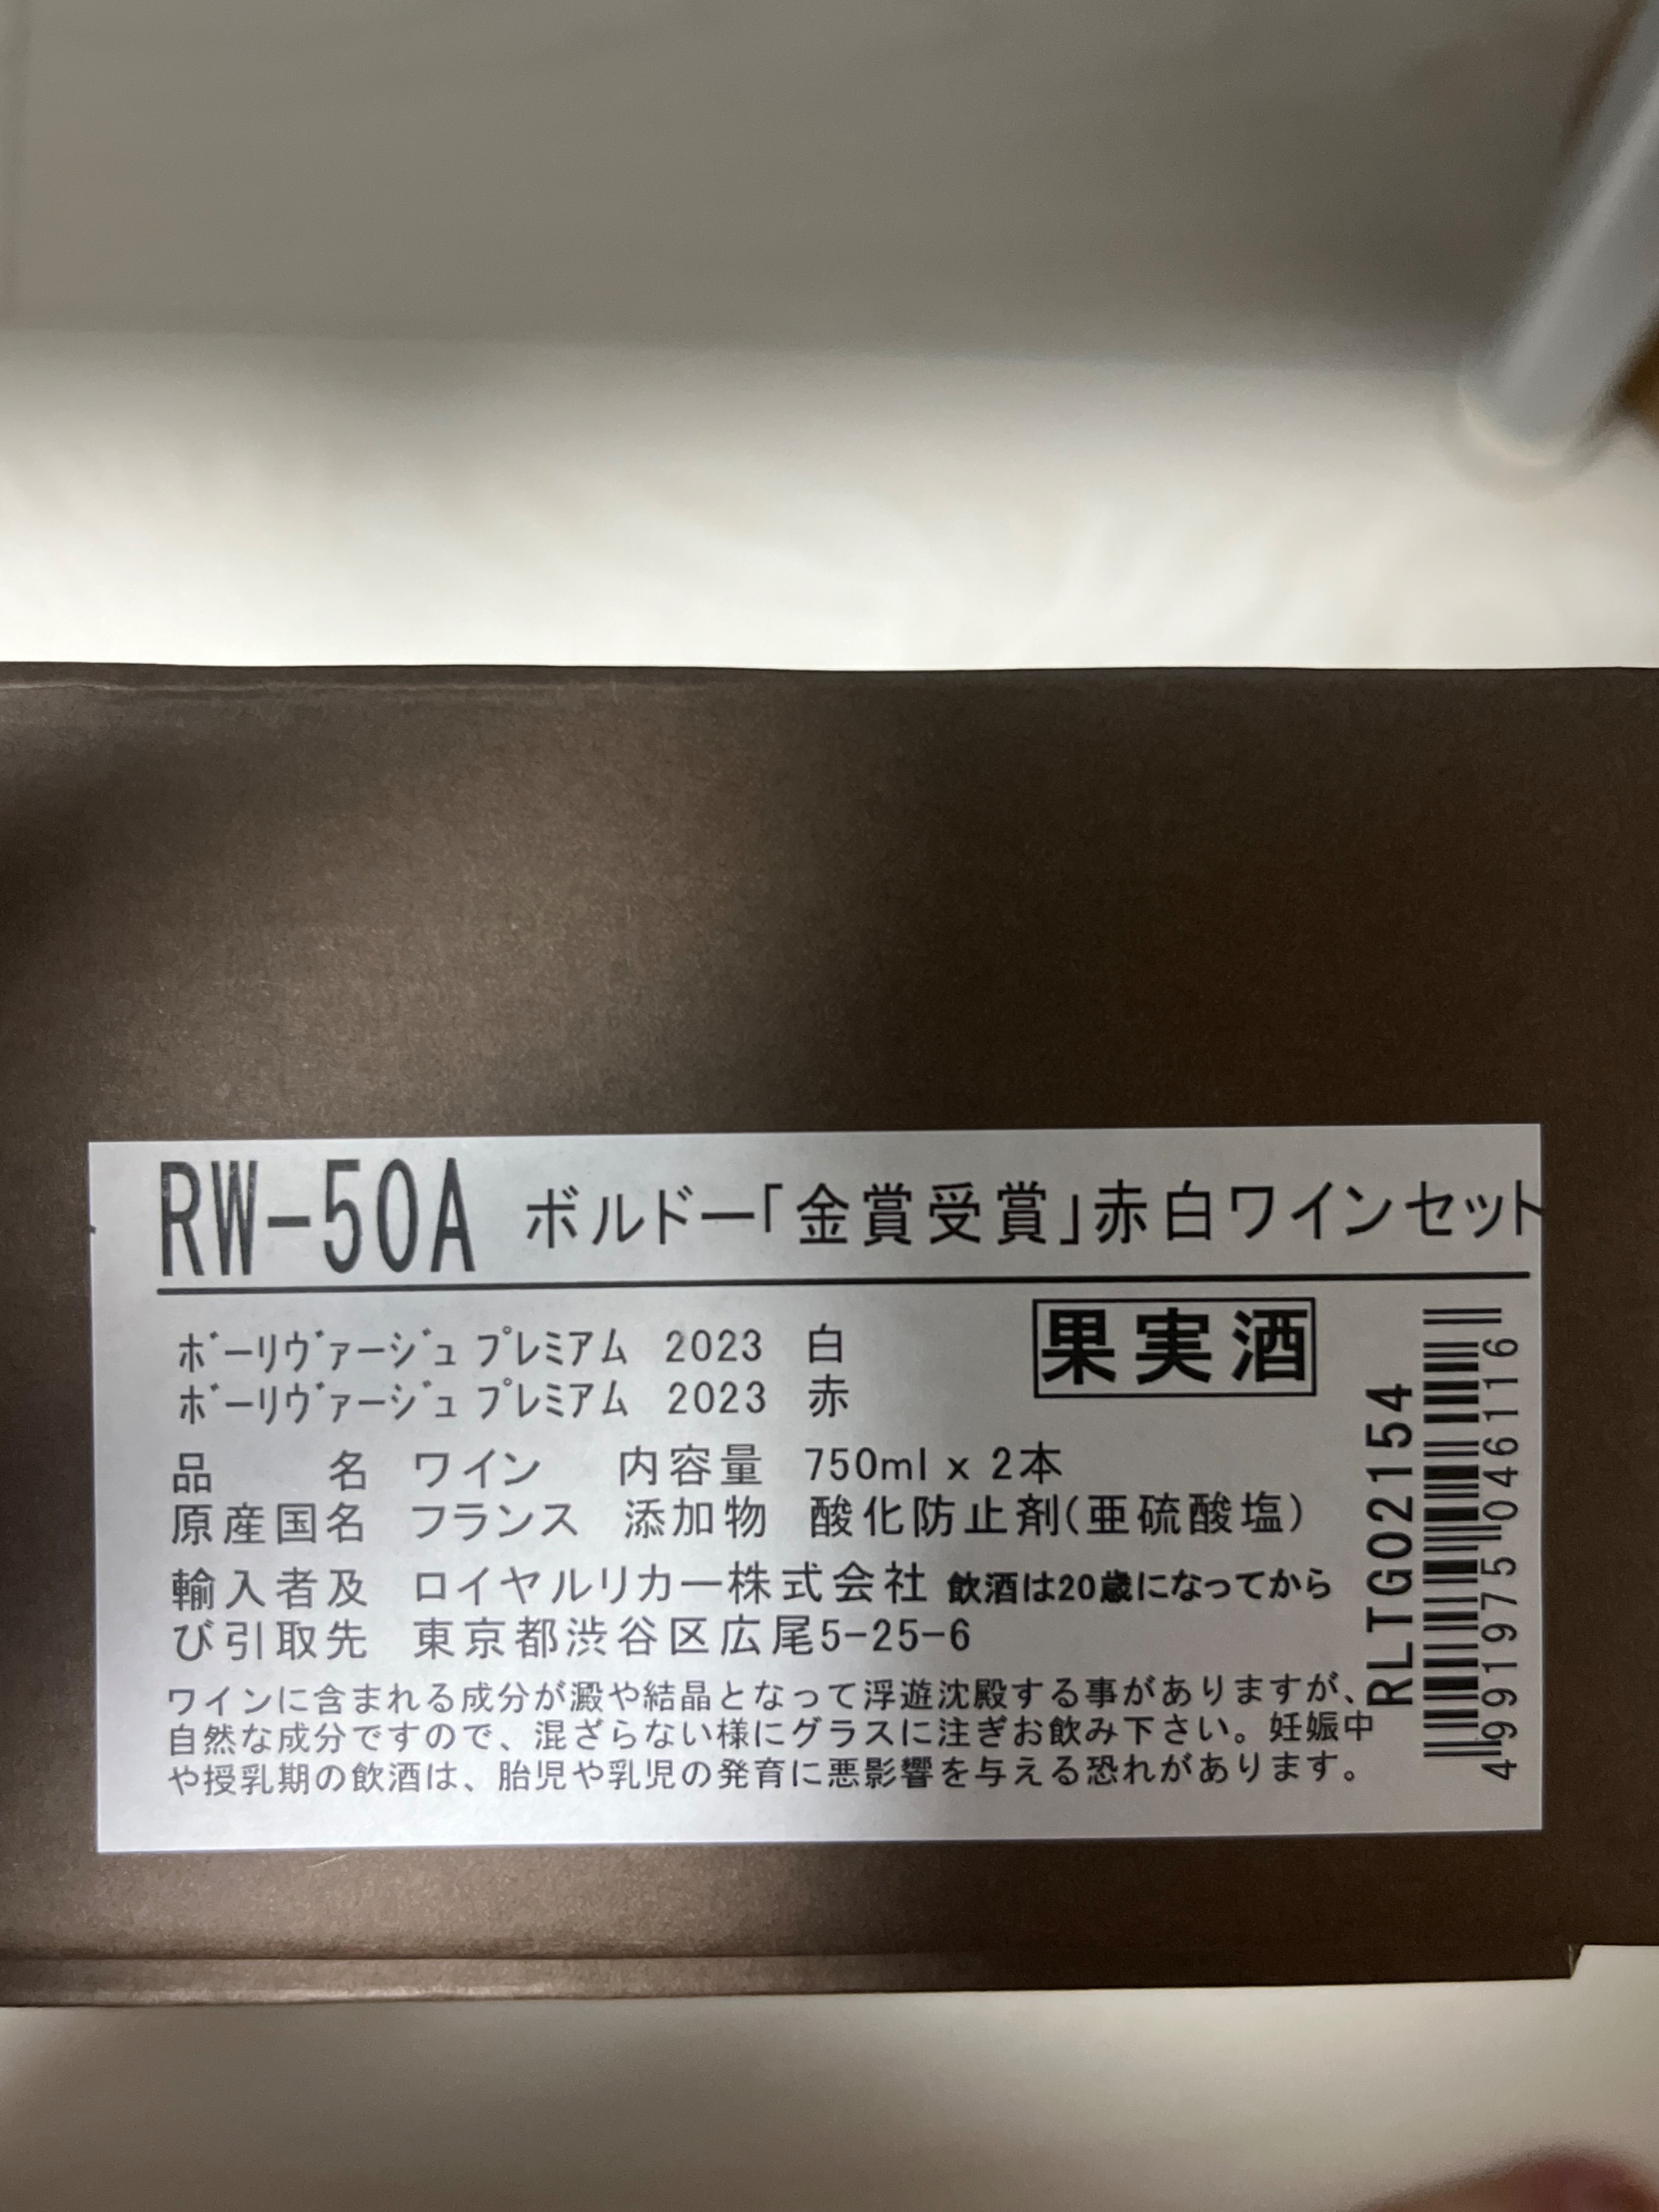 RW-50A ボルドー「金賞受賞」赤白ワインセット
ﾎﾞｰﾘｳﾞｧｰｼﾞｭ ﾌﾟﾚﾐｱﾑ 2023 白
果実酒
ﾎﾞｰﾘｳﾞｧｰｼﾞｭ ﾌﾟﾚﾐｱﾑ 2023 赤
品 名 ワイン 内容量 750ml x 2本
原産国名 フランス 添加物 酸化防止剤(亜硫酸塩)
輸入者及 ロイヤルリカー株式会社 飲酒は20歳になってから
び引取先 東京都渋谷区広尾5-25-6
ワインに含まれる成分が澱や結晶となって浮遊沈殿する事がありますが、
自然な成分ですので、混ざらない様にグラスに注ぎお飲み下さい。妊娠中
や授乳期の飲酒は、胎児や乳児の発育に悪影響を与える恐れがあります。
RLTG02154
4991975046116